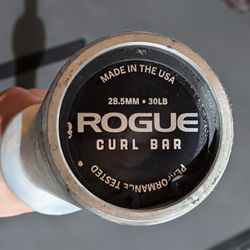 MADE IN THE USA
28.5MM • 30LB
ROGUE
CURL BAR
PERFORMANCE TESTED